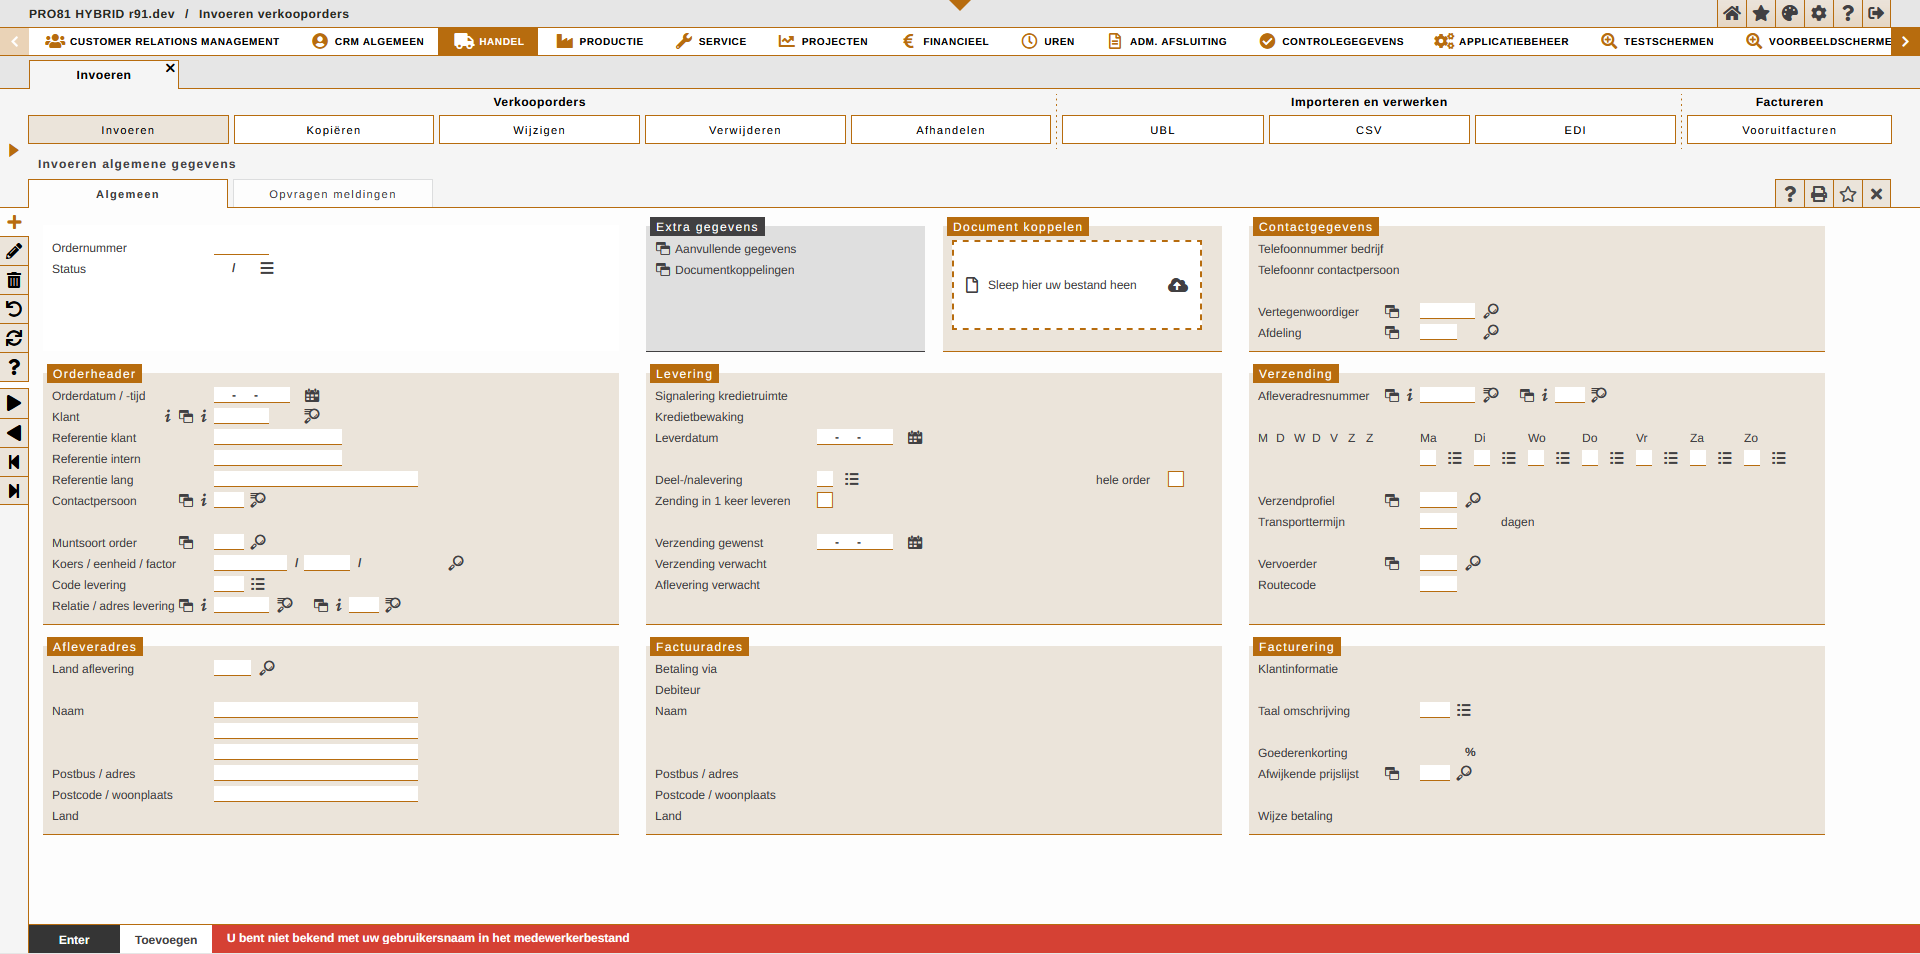 PRO81 HYBRID r91.dev / Invoeren verkooporders
CUSTOMER RELATIONS MANAGEMENT CRM ALGEMEEN HANDEL PRODUCTIE SERVICE PROJECTEN FINANCIEEL UREN ADM. AFSLUITING CONTROLEGEGEVENS APPLICATIEBEHEER TESTSCHERMEN VOORBEELDSCHERME
Invoeren
Verkooporders Importeren en verwerken Factureren
Invoeren Kopiëren Wijzigen Verwijderen Afhandelen UBL CSV EDI Vooruitfacturen
Invoeren algemene gegevens
Algemeen Opvragen meldingen
Ordernummer
Status /
Extra gegevens
Aanvullende gegevens
Documentkoppelingen
Document koppelen
Sleep hier uw bestand heen
Contactgegevens
Telefoonnummer bedrijf
Telefoonnr contactpersoon
Vertegenwoordiger
Afdeling
Orderheader
Orderdatum / -tijd - -
Klant
Referentie klant
Referentie intern
Referentie lang
Contactpersoon
Muntsoort order
Koers / eenheid / factor / /
Code levering
Relatie / adres levering
Levering
Signalering kredietruimte
Kredietbewaking
Leverdatum - -
Deel-/nalevering hele order
Zending in 1 keer leveren
Verzending gewenst - -
Verzending verwacht
Aflevering verwacht
Verzending
Afleveradresnummer
M D W D V Z Z Ma Di Wo Do Vr Za Zo
Verzendprofiel
Transporttermijn dagen
Vervoerder
Routecode
Afleveradres
Land aflevering
Naam
Postbus / adres
Postcode / woonplaats
Land
Factuuradres
Betaling via
Debiteur
Naam
Postbus / adres
Postcode / woonplaats
Land
Facturering
Klantinformatie
Taal omschrijving
Goederenkorting %
Afwijkende prijslijst
Wijze betaling
Enter Toevoegen U bent niet bekend met uw gebruikersnaam in het medewerkerbestand